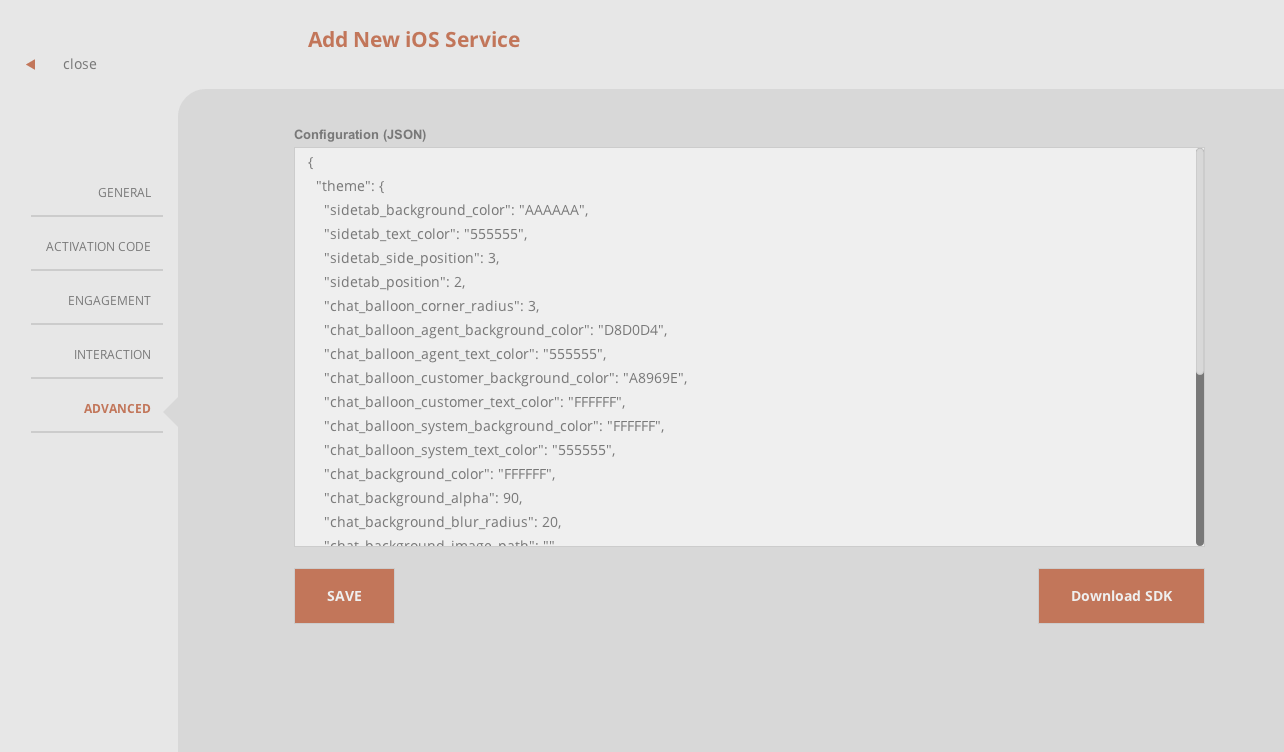 Add New iOS Service
close
GENERAL
ACTIVATION CODE
ENGAGEMENT
INTERACTION
ADVANCED
Configuration (JSON)
{
"theme": {
"sidetab_background_color": "AAAAAA",
"sidetab_text_color": "555555",
"sidetab_side_position": 3,
"sidetab_position": 2,
"chat_balloon_corner_radius": 3,
"chat_balloon_agent_background_color": "D8D0D4",
"chat_balloon_agent_text_color": "555555",
"chat_balloon_customer_background_color": "A8969E",
"chat_balloon_customer_text_color": "FFFFFF",
"chat_balloon_system_background_color": "FFFFFF",
"chat_balloon_system_text_color": "555555",
"chat_background_color": "FFFFFF",
"chat_background_alpha": 90,
"chat_background_blur_radius": 20,
"chat_background_image_path": ""
SAVE
Download SDK